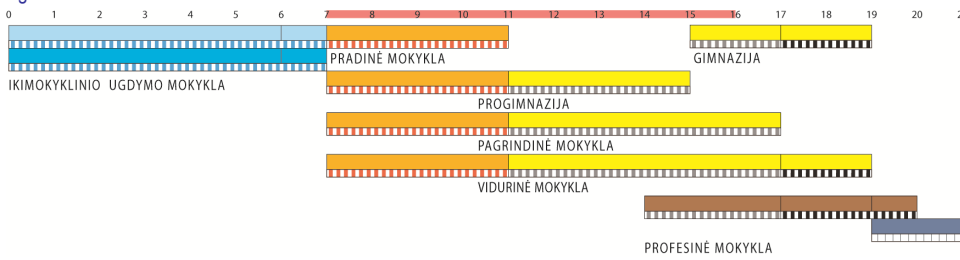 0 1 2 3 4 5 6 7 8 9 10 11 12 13 14 15 16 17 18 19 20
PRADINĖ MOKYKLA GIMNAZIJA
IKIMOKYKLINIO UGDYMO MOKYKLA
PROGIMNAZIJA
PAGRINDINĖ MOKYKLA
VIDURINĖ MOKYKLA
PROFESINĖ MOKYKLA